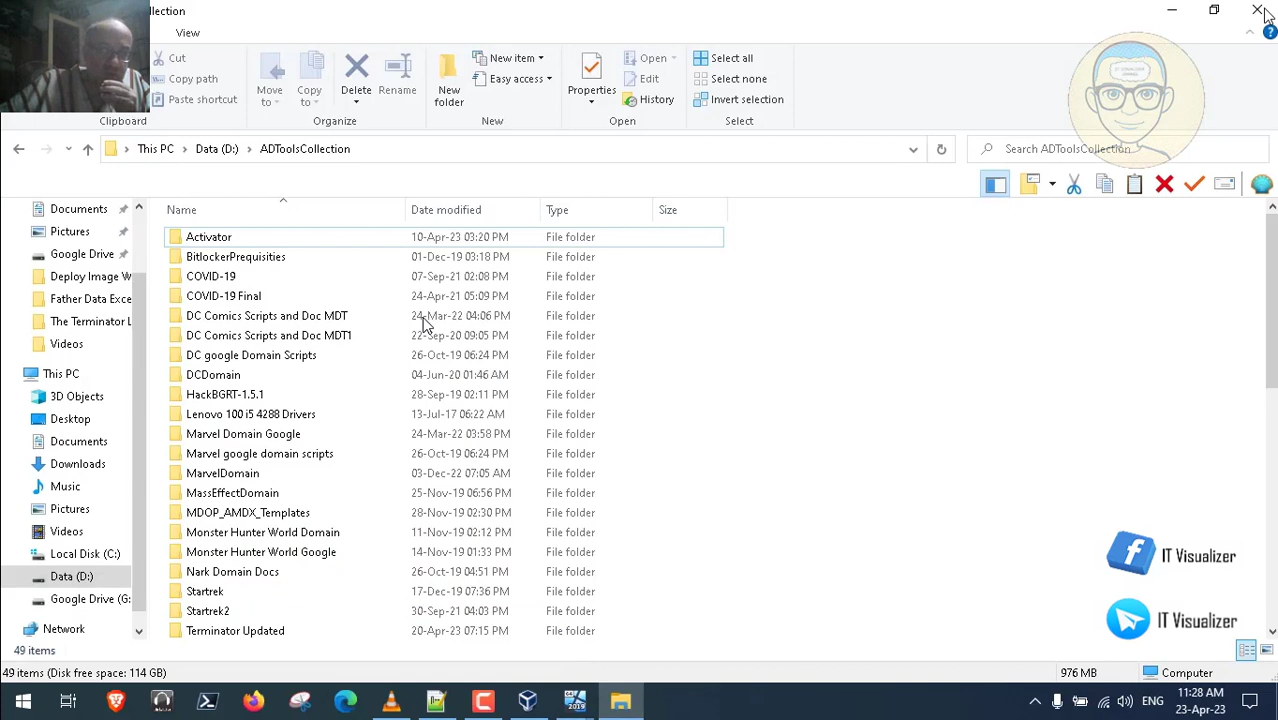 llection
View
Cut
Copy path
Paste shortcut
Move to
Copy to
Delete
Rename
New folder
New item
Easy access
Properties
Open
Edit
History
Select all
Select none
Invert selection
Clipboard
Organize
New
Open
Select
This PC > Data (D:) > ADToolsCollection
Search ADToolsCollection
Documents
Pictures
Google Drive
Deploy Image W
Father Data Exce
The Terminator L
Videos
This PC
3D Objects
Desktop
Documents
Downloads
Music
Pictures
Videos
Local Disk (C:)
Data (D:)
Google Drive (G:
Network
Name Date modified Type Size
Activator 10-Apr-23 03:20 PM File folder
BitlockerPrequisities 01-Dec-19 03:18 PM File folder
COVID-19 07-Sep-21 02:08 PM File folder
COVID-19 Final 24-Apr-21 05:09 PM File folder
DC Comics Scripts and Doc MDT 24-Mar-22 04:06 PM File folder
DC Comics Scripts and Doc MDT1 22-Sep-20 09:05 PM File folder
DC google Domain Scripts 26-Oct-19 06:24 PM File folder
DCDomain 04-Jun-20 01:46 AM File folder
HackBGRT-1.5.1 28-Sep-19 02:11 PM File folder
Lenovo 100 i5 4288 Drivers 13-Jul-17 06:22 AM File folder
Marvel Domain Google 24-Mar-22 03:58 PM File folder
Marvel google domain scripts 26-Oct-19 06:24 PM File folder
MarvelDomain 03-Dec-22 07:05 AM File folder
MassEffectDomain 25-Nov-19 06:56 PM File folder
MDOP_AMDX_Templates 28-Nov-19 02:30 PM File folder
Monster Hunter World Domain 11-Nov-19 02:12 PM File folder
Monster Hunter World Google 14-Nov-19 01:33 PM File folder
Nark Domain Docs 26-Oct-19 04:51 PM File folder
Startrek 17-Dec-19 07:36 PM File folder
Startrek2 30-Sep-21 04:03 PM File folder
Terminator Updated 20-Apr-23 07:15 PM File folder
IT Visualizer
IT Visualizer
49 items
49 items (Disk free space: 114 GB)
976 MB
Computer
2019
ENG
11:28 AM
23-Apr-23